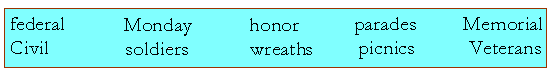 federal Monday honor parades Memorial
Civil soldiers wreaths picnics Veterans